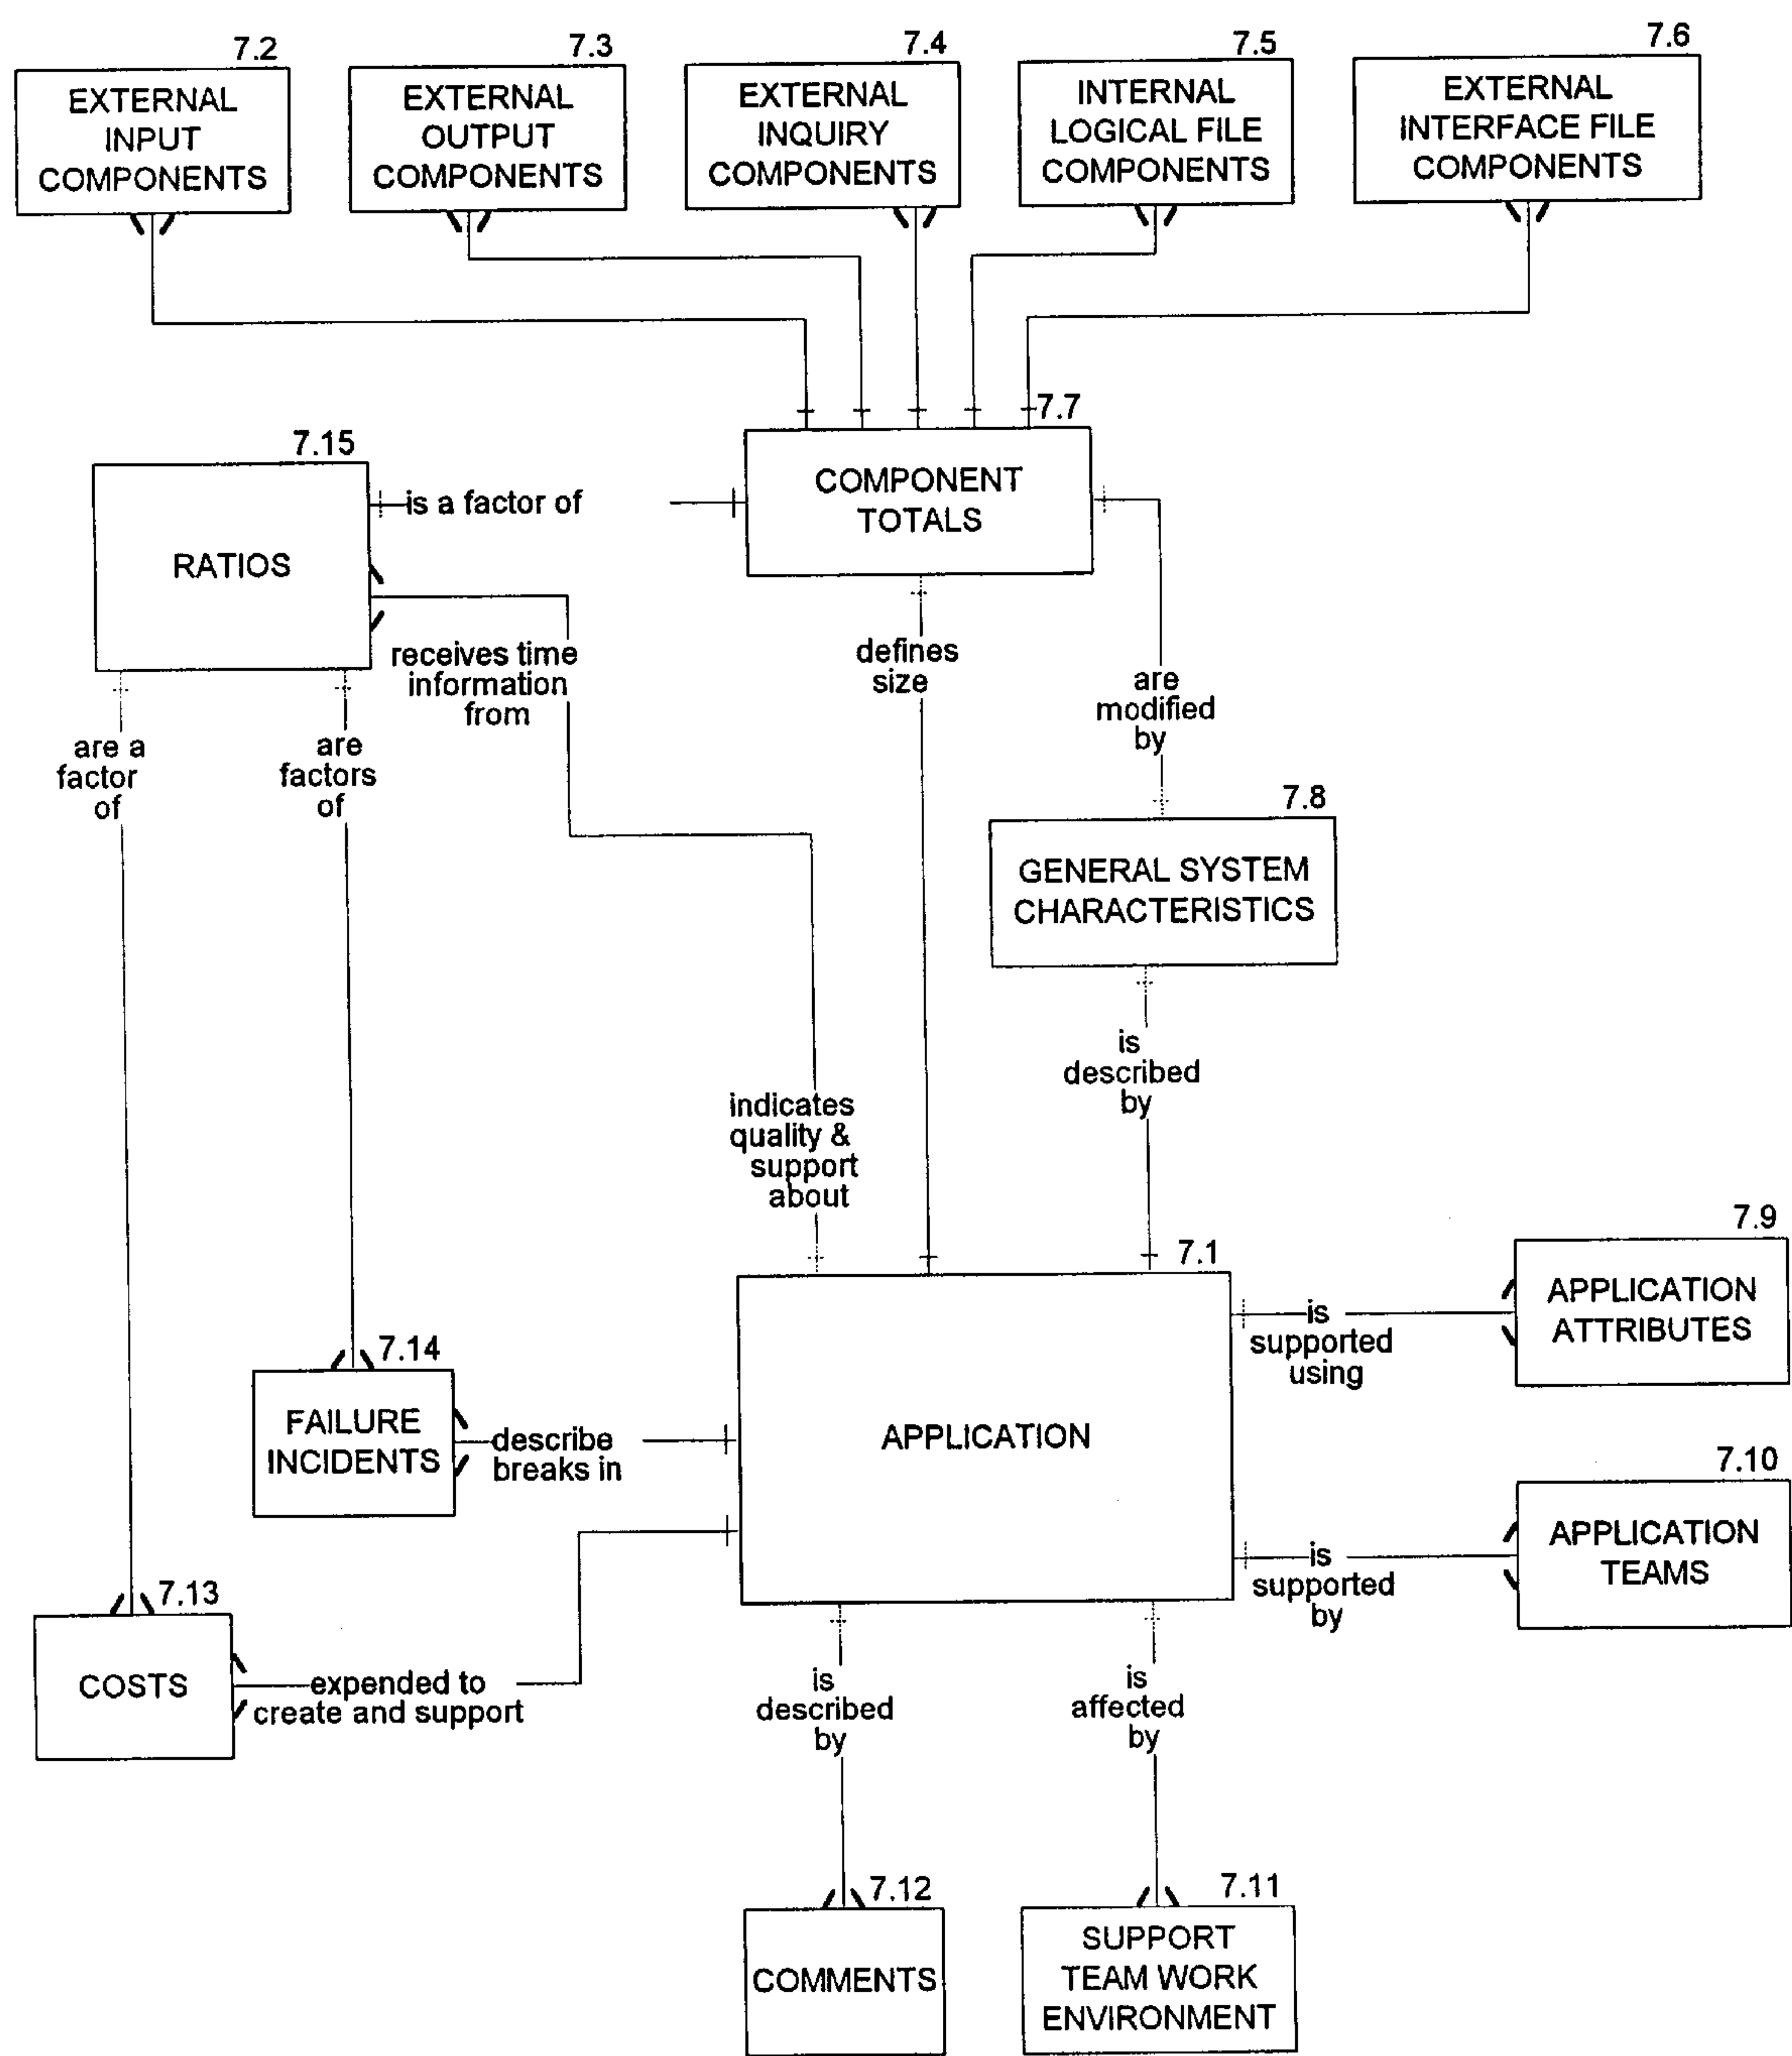 7.2
EXTERNAL
INPUT
COMPONENTS
7.3
EXTERNAL
OUTPUT
COMPONENTS
7.4
EXTERNAL
INQUIRY
COMPONENTS
7.5
INTERNAL
LOGICAL FILE
COMPONENTS
7.6
EXTERNAL
INTERFACE FILE
COMPONENTS
7.7
COMPONENT
TOTALS
7.15
RATIOS
is a factor of
receives time
information
from
defines
size
are
modified
by
are a
factor
of
are
factors
of
7.8
GENERAL SYSTEM
CHARACTERISTICS
is
described
by
indicates
quality &
support
about
7.1
APPLICATION
7.9
APPLICATION
ATTRIBUTES
is
supported
using
7.14
FAILURE
INCIDENTS
describe
breaks in
7.10
APPLICATION
TEAMS
is
supported
by
7.13
COSTS
expended to
create and support
is
described
by
is
affected
by
7.12
COMMENTS
7.11
SUPPORT
TEAM WORK
ENVIRONMENT